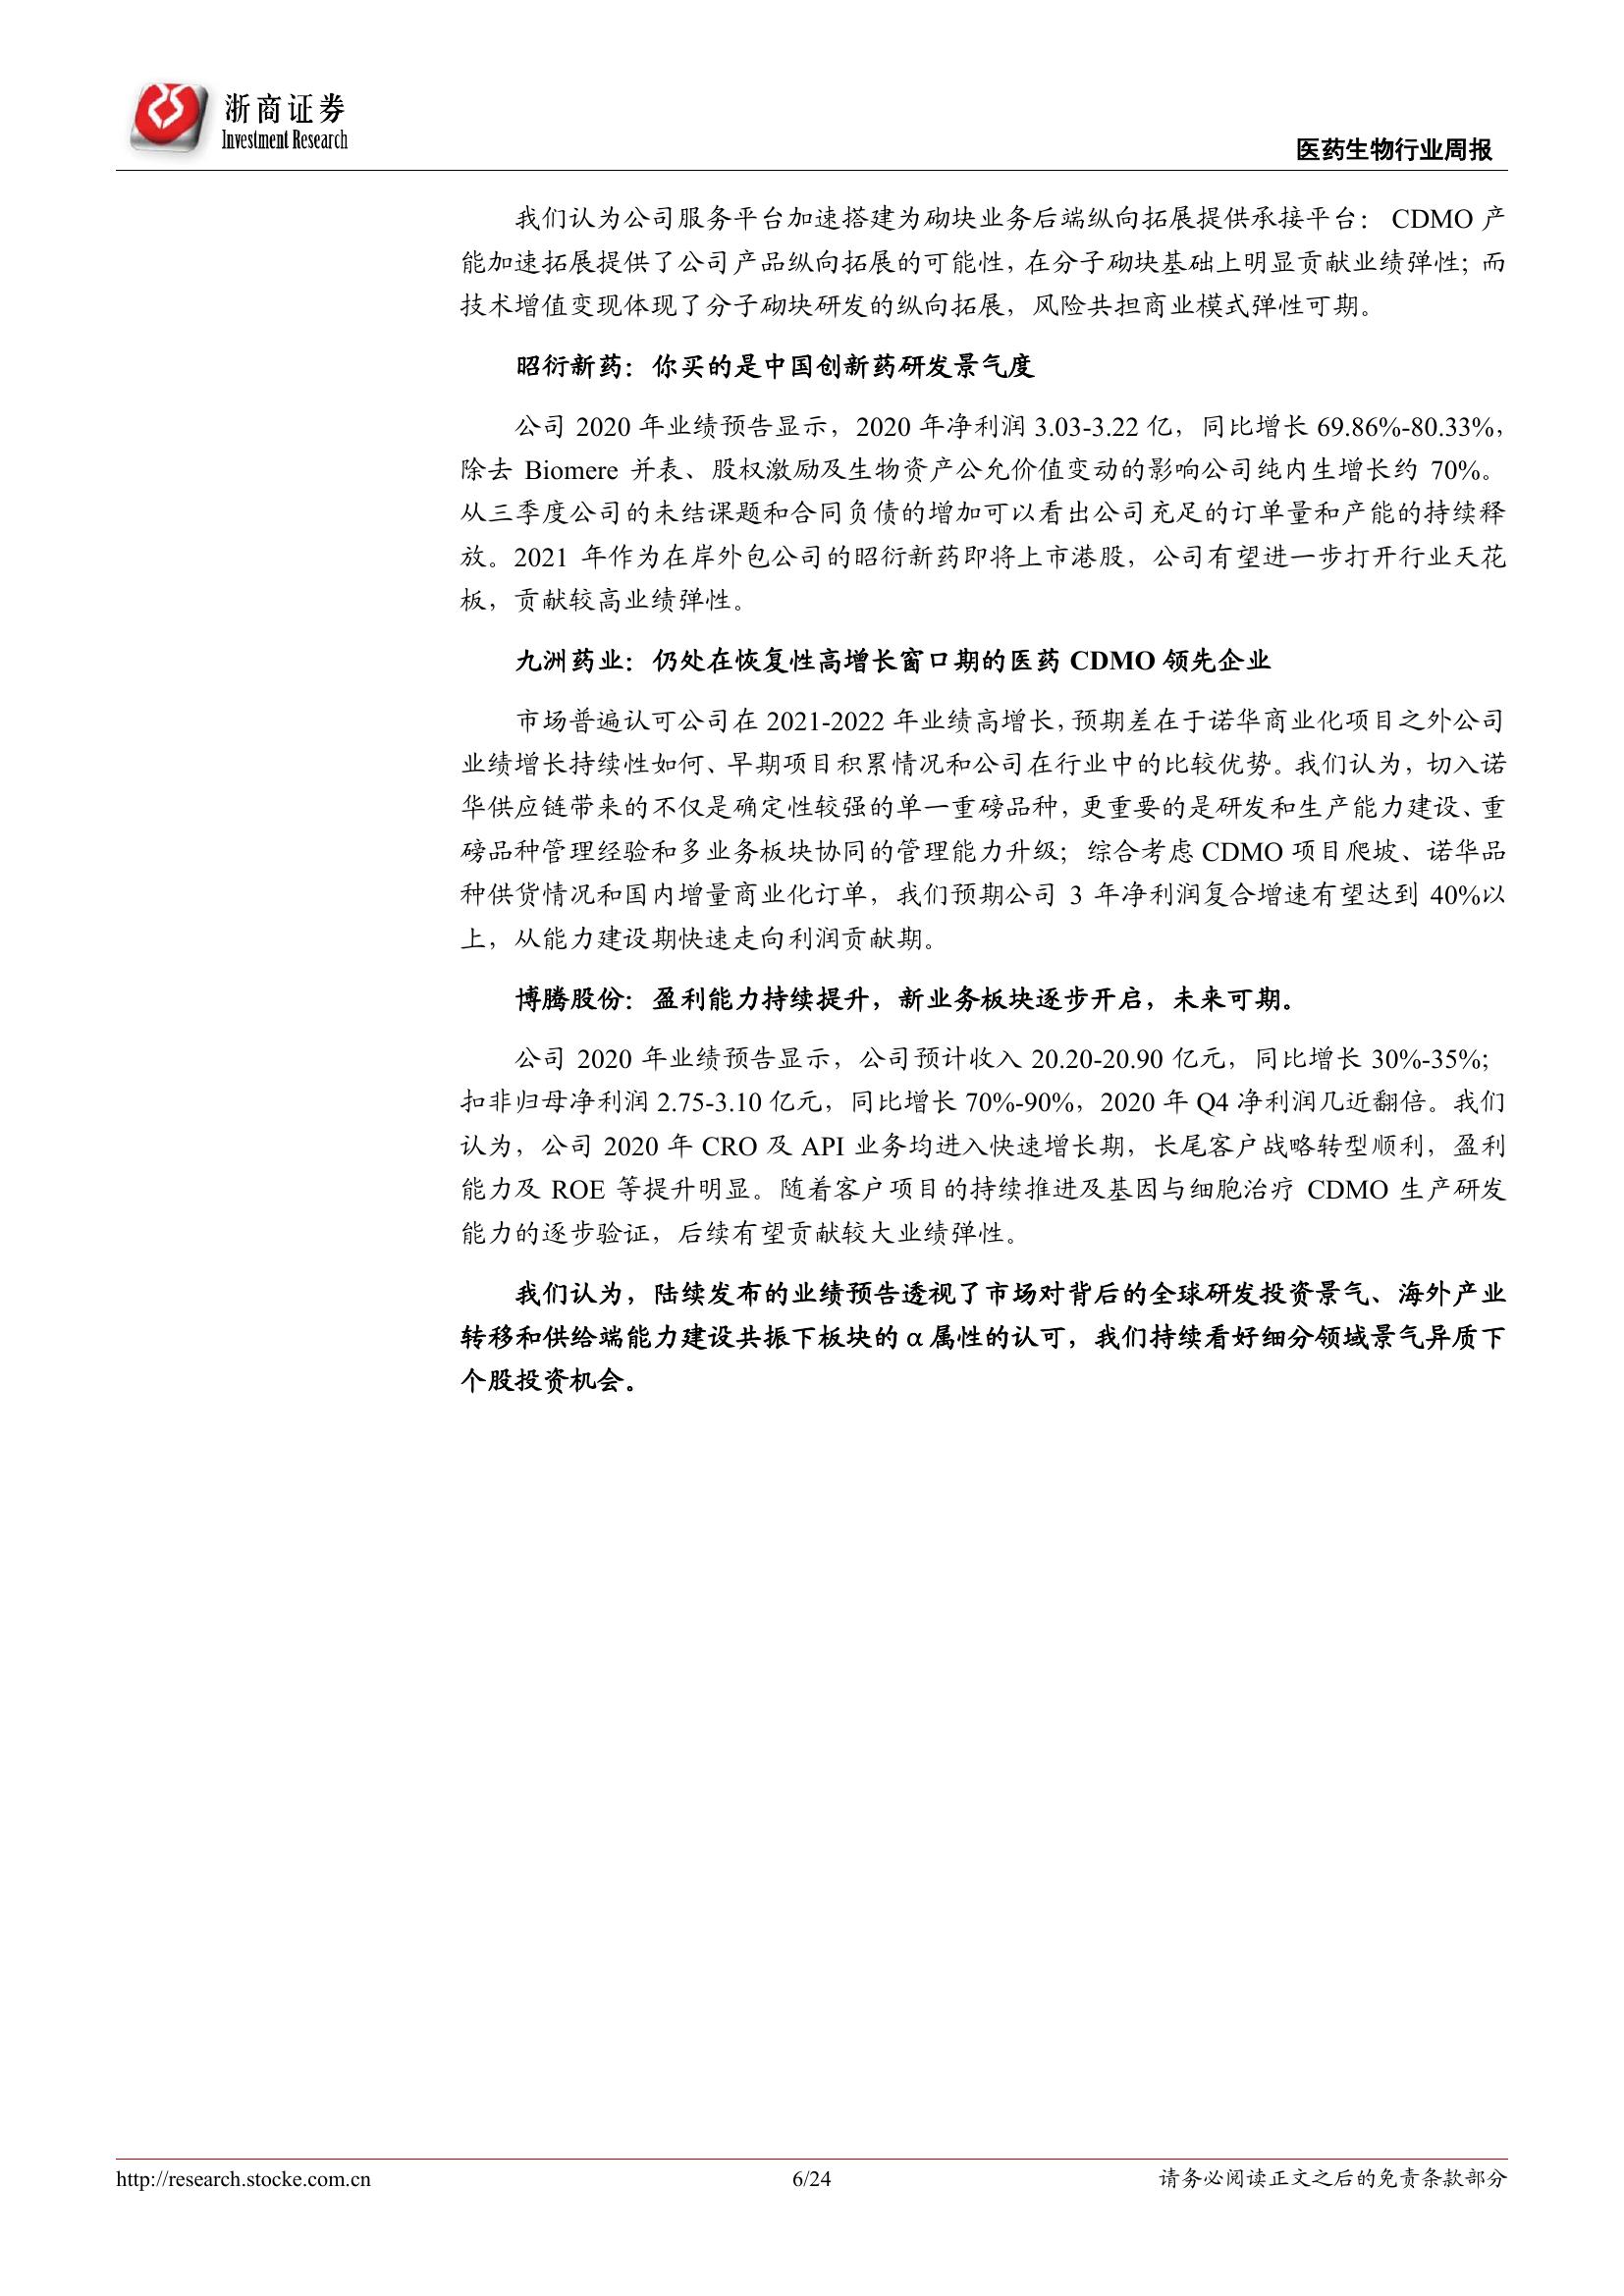 浙商证券
Investment Research
医药生物行业周报
我们认为公司服务平台加速搭建为砌块业务后端纵向拓展提供承接平台： CDMO 产
能加速拓展提供了公司产品纵向拓展的可能性，在分子砌块基础上明显贡献业绩弹性；而
技术增值变现体现了分子砌块研发的纵向拓展，风险共担商业模式弹性可期。
昭衍新药：你买的是中国创新药研发景气度
公司 2020 年业绩预告显示，2020 年净利润 3.03-3.22 亿，同比增长 69.86%-80.33%，
除去 Biomere 并表、股权激励及生物资产公允价值变动的影响公司纯内生增长约 70%。
从三季度公司的未结课题和合同负债的增加可以看出公司充足的订单量和产能的持续释
放。2021 年作为在岸外包公司的昭衍新药即将上市港股，公司有望进一步打开行业天花
板，贡献较高业绩弹性。
九洲药业：仍处在恢复性高增长窗口期的医药 CDMO 领先企业
市场普遍认可公司在 2021-2022 年业绩高增长，预期差在于诺华商业化项目之外公司
业绩增长持续性如何、早期项目积累情况和公司在行业中的比较优势。我们认为，切入诺
华供应链带来的不仅是确定性较强的单一重磅品种，更重要的是研发和生产能力建设、重
磅品种管理经验和多业务板块协同的管理能力升级；综合考虑 CDMO 项目爬坡、诺华品
种供货情况和国内增量商业化订单，我们预期公司 3 年净利润复合增速有望达到 40%以
上，从能力建设期快速走向利润贡献期。
博腾股份：盈利能力持续提升，新业务板块逐步开启，未来可期。
公司 2020 年业绩预告显示，公司预计收入 20.20-20.90 亿元，同比增长 30%-35%；
扣非归母净利润 2.75-3.10 亿元，同比增长 70%-90%，2020 年 Q4 净利润几近翻倍。我们
认为，公司 2020 年 CRO 及 API 业务均进入快速增长期，长尾客户战略转型顺利，盈利
能力及 ROE 等提升明显。随着客户项目的持续推进及基因与细胞治疗 CDMO 生产研发
能力的逐步验证，后续有望贡献较大业绩弹性。
我们认为，陆续发布的业绩预告透视了市场对背后的全球研发投资景气、海外产业
转移和供给端能力建设共振下板块的 α 属性的认可，我们持续看好细分领域景气异质下
个股投资机会。
http://research.stocke.com.cn
6/24
请务必阅读正文之后的免责条款部分